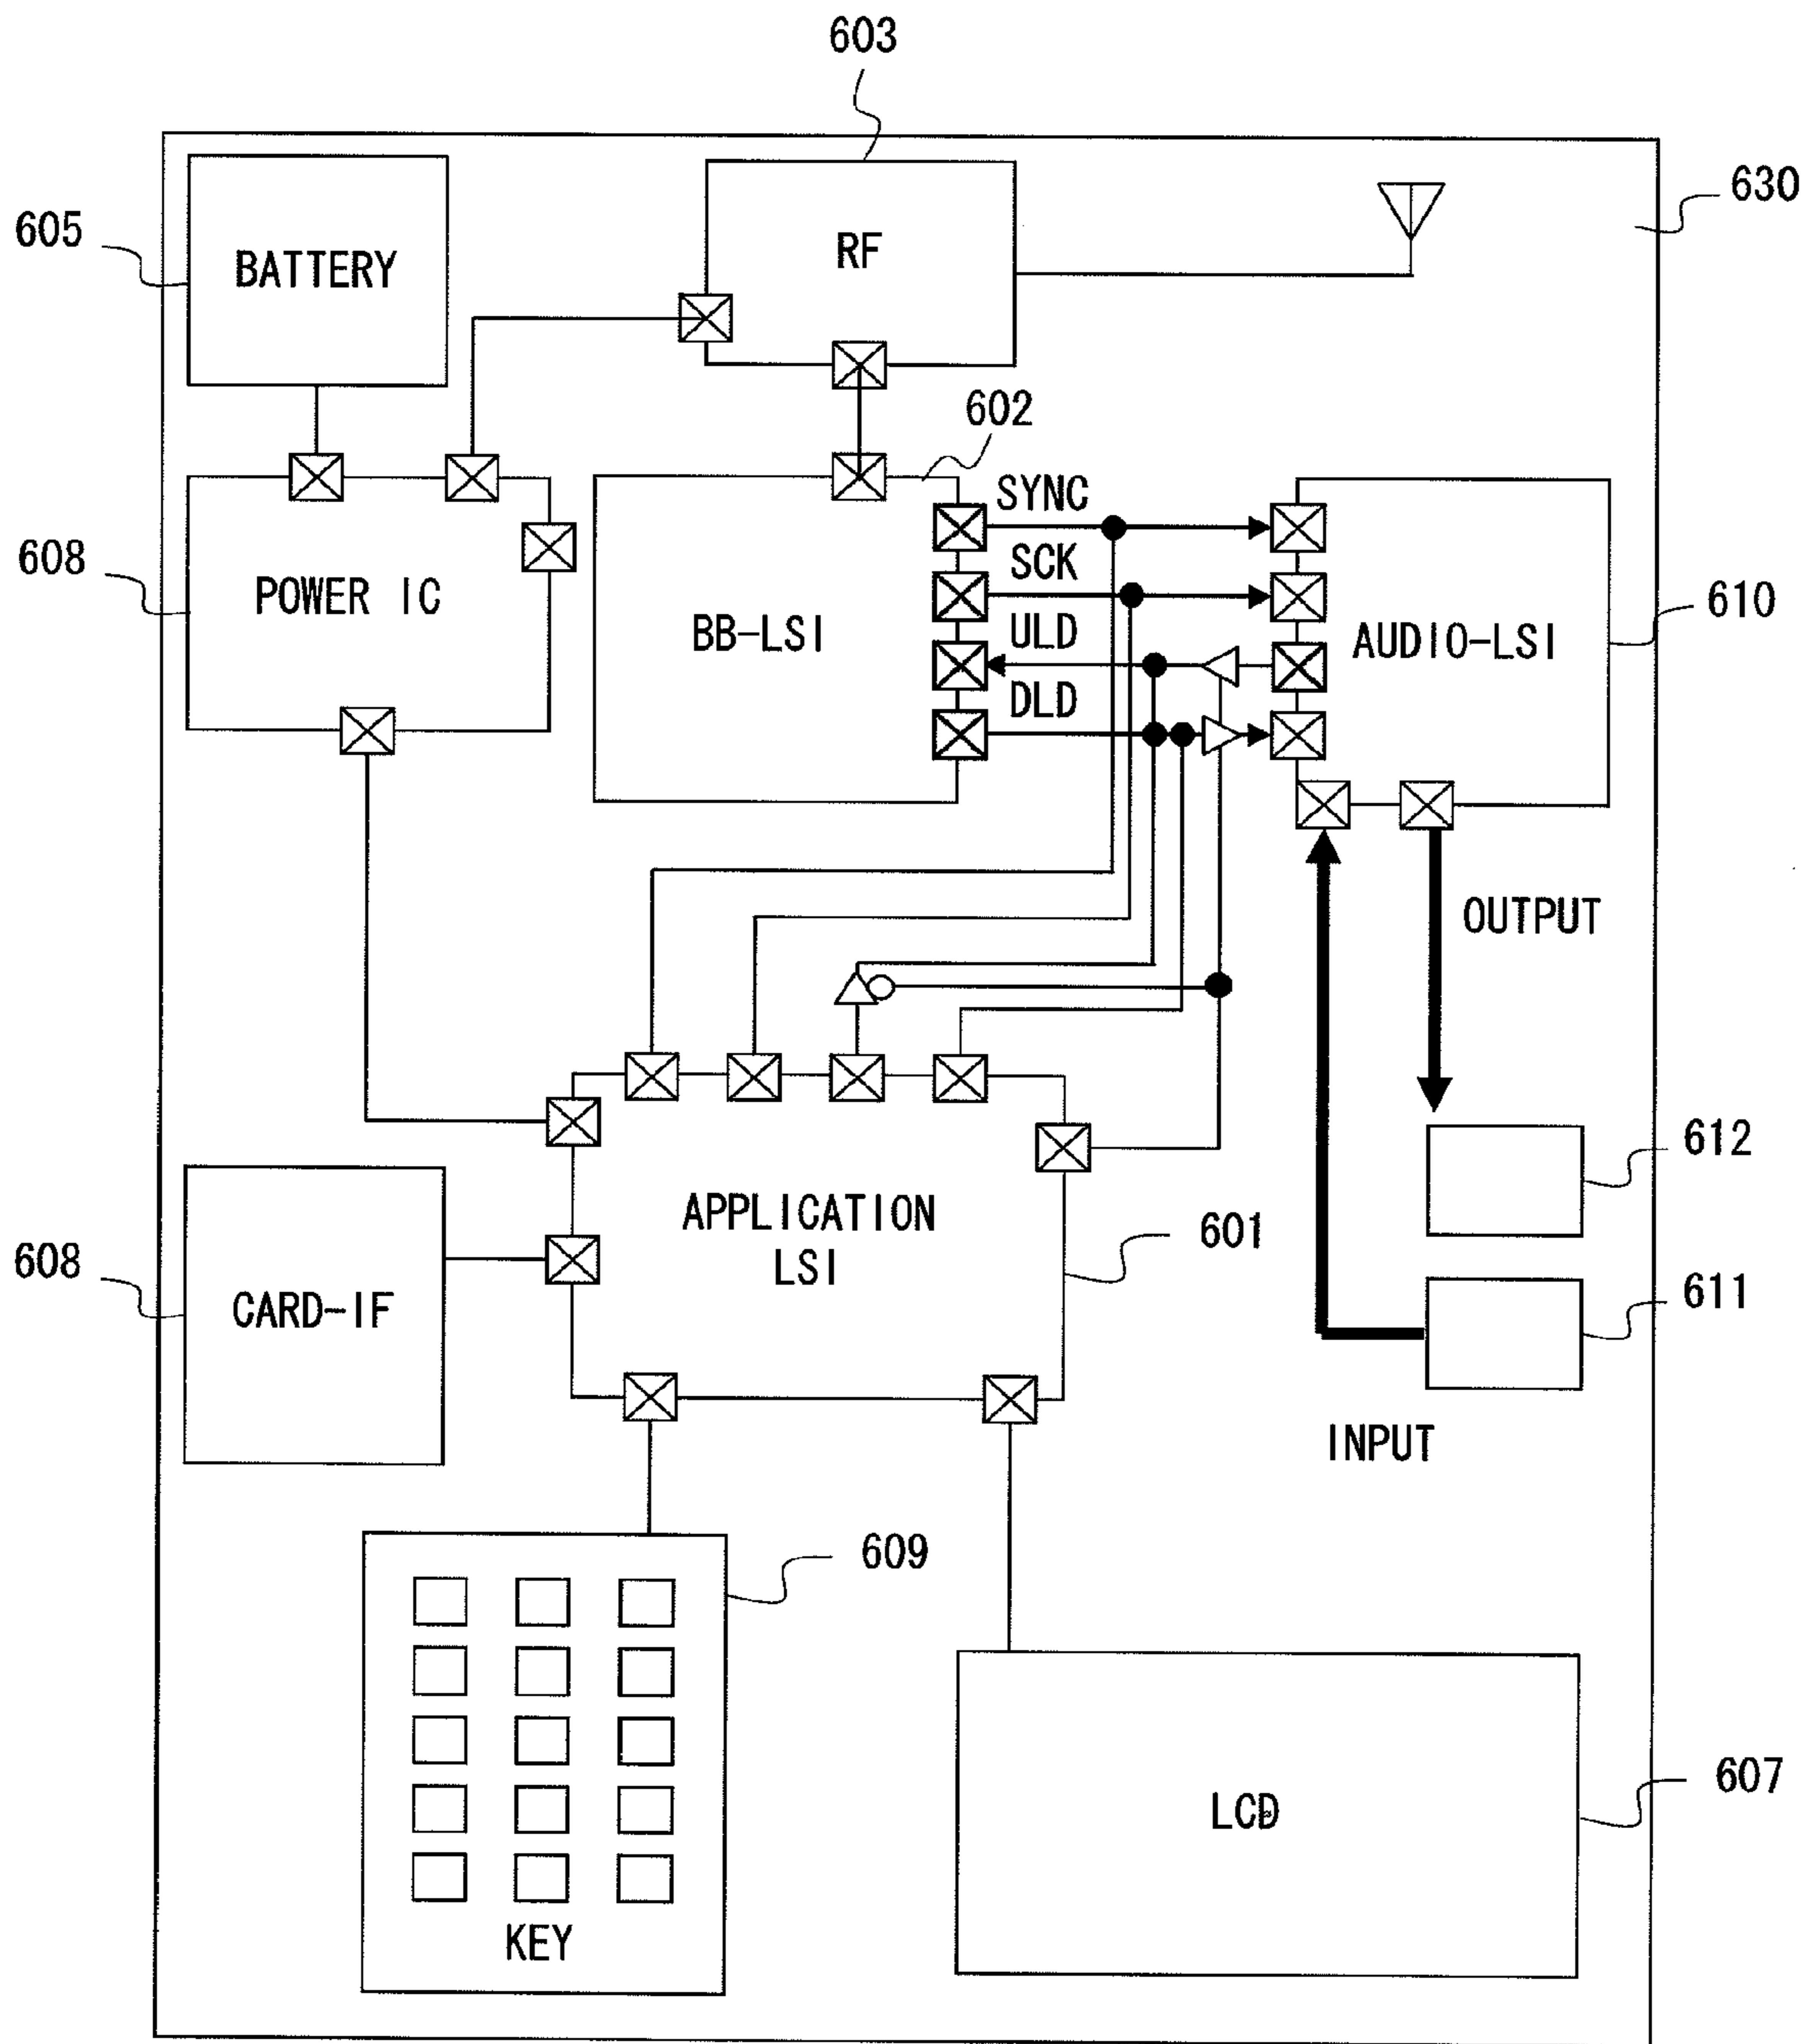 603
630
605
BATTERY
RF
602
SYNC
608
POWER IC
SCK
BB-LSI
ULD
AUDIO-LSI
610
DLD
OUTPUT
612
APPLICATION
LSI
601
608
CARD-IF
611
INPUT
609
607
LCD
KEY